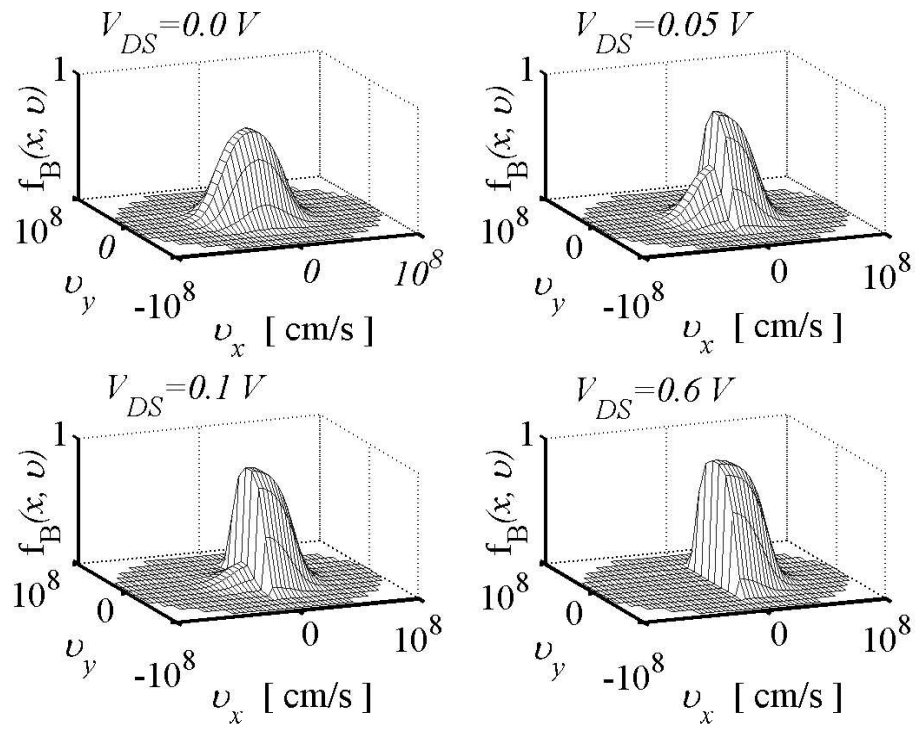 V_DS=0.0 V
1
f_B(x, υ)
10^8
0
-10^8
υ_y
0
10^8
υ_x [ cm/s ]
V_DS=0.05 V
1
f_B(x, υ)
10^8
0
-10^8
υ_y
0
10^8
υ_x [ cm/s ]
V_DS=0.1 V
1
f_B(x, υ)
10^8
0
-10^8
υ_y
0
10^8
υ_x [ cm/s ]
V_DS=0.6 V
1
f_B(x, υ)
10^8
0
-10^8
υ_y
0
10^8
υ_x [ cm/s ]